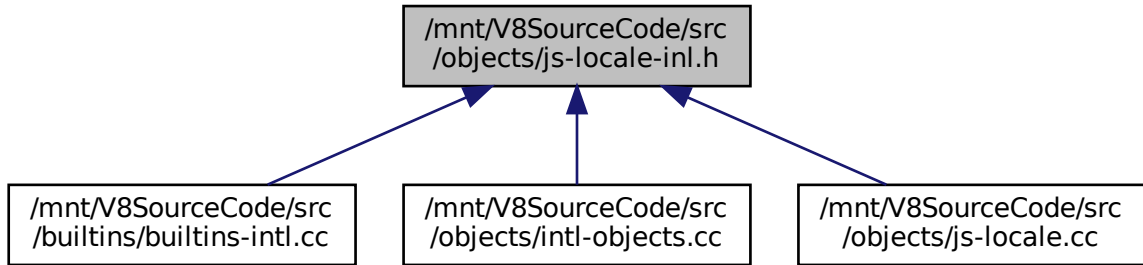 /mnt/V8SourceCode/src
/objects/js-locale-inl.h
/mnt/V8SourceCode/src
/builtins/builtins-intl.cc
/mnt/V8SourceCode/src
/objects/intl-objects.cc
/mnt/V8SourceCode/src
/objects/js-locale.cc